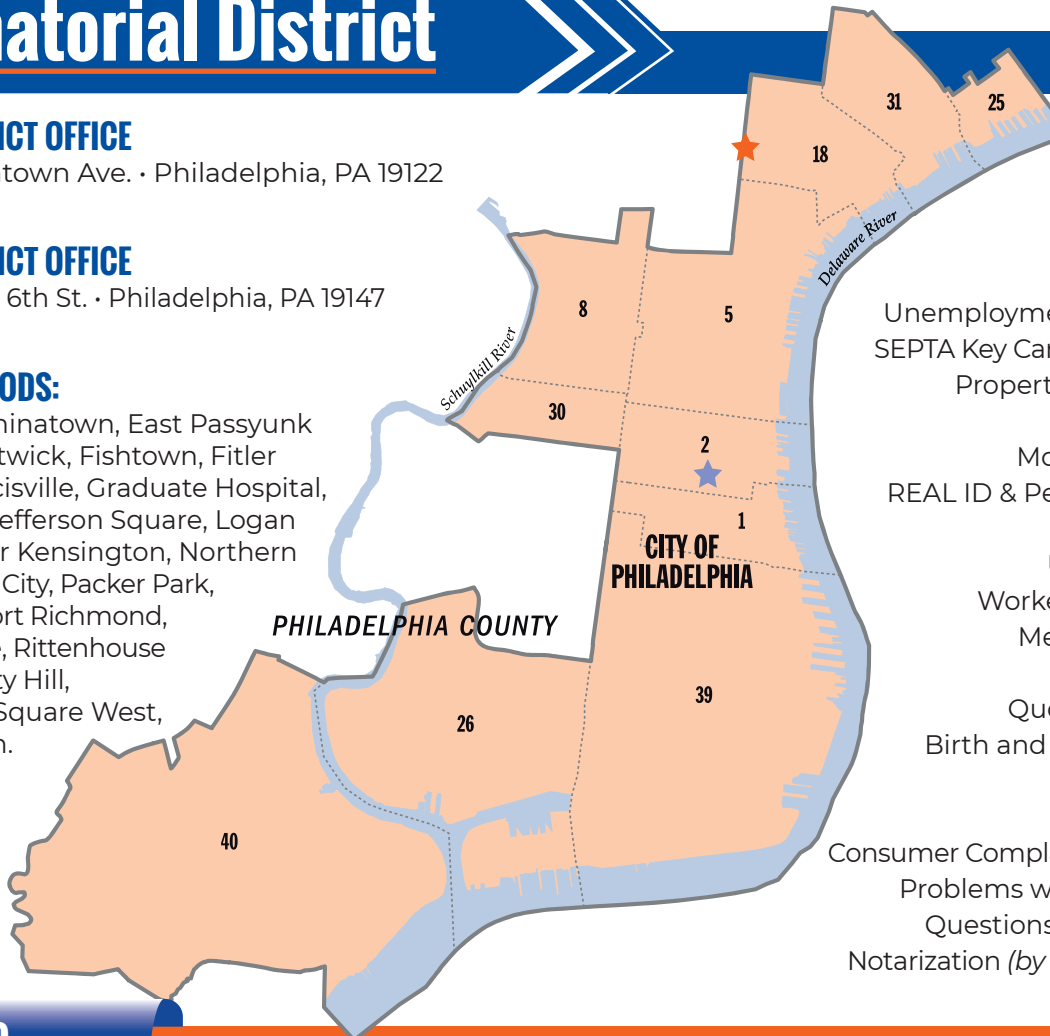 natorial District
ICT OFFICE
town Ave. • Philadelphia, PA 19122
ICT OFFICE
6th St. • Philadelphia, PA 19147
ODS:
hinatown, East Passyunk
twick, Fishtown, Fitler
cisville, Graduate Hospital,
efferson Square, Logan
r Kensington, Northern
City, Packer Park,
ort Richmond,
e, Rittenhouse
ty Hill,
Square West,
n.
31
25
18
Delaware River
8
5
Schuylkill River
30
2
1
CITY OF
PHILADELPHIA
PHILADELPHIA COUNTY
39
26
40
Unemployme
SEPTA Key Car
Propert
Mo
REAL ID & Pe
Worke
Me
Que
Birth and
Consumer Compl
Problems w
Questions
Notarization (by